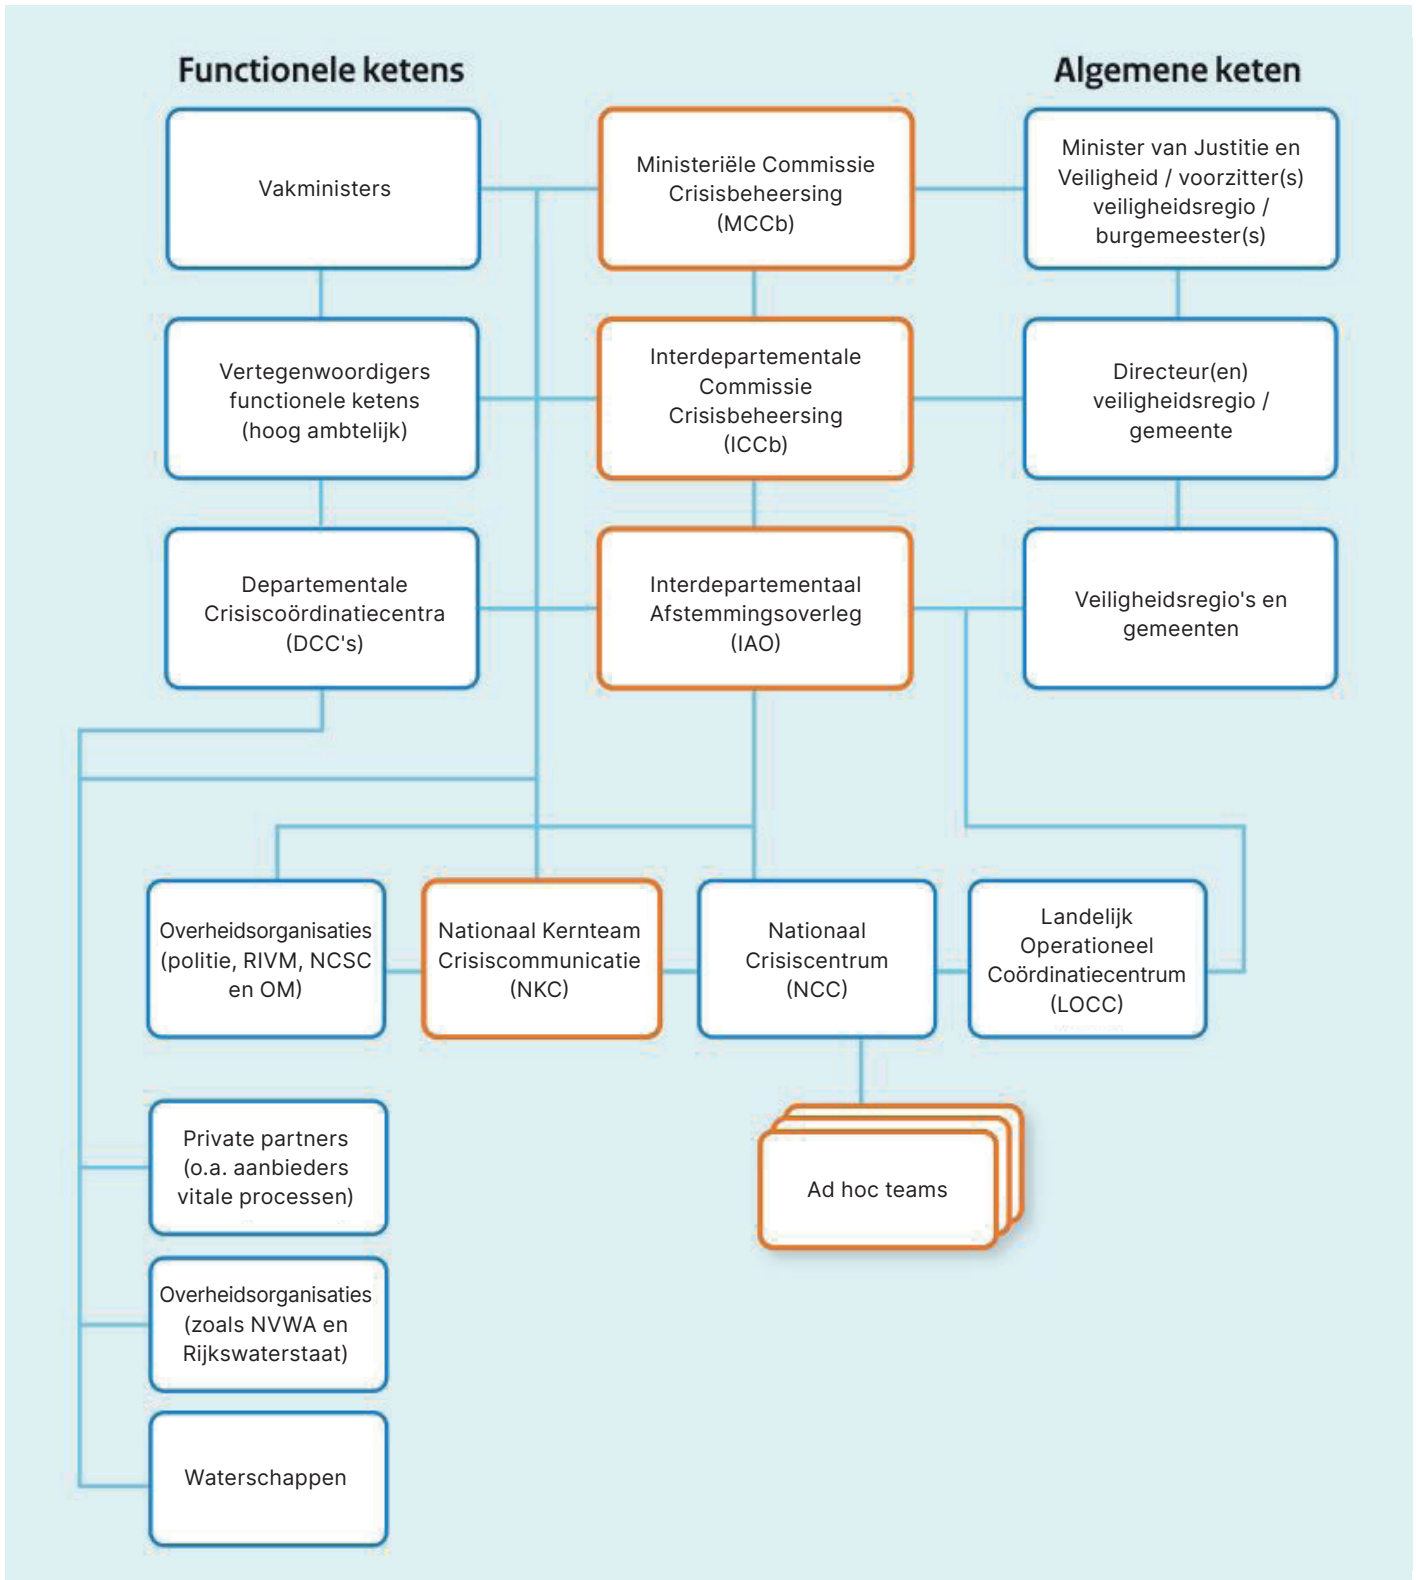 Functionele ketens
Algemene keten
Vakministers
Ministeriële Commissie
Crisisbeheersing
(MCCb)
Minister van Justitie en
Veiligheid / voorzitter(s)
veiligheidsregio /
burgemeester(s)
Vertegenwoordigers
functionele ketens
(hoog ambtelijk)
Interdepartementale
Commissie
Crisisbeheersing
(ICCb)
Directeur(en)
veiligheidsregio /
gemeente
Departementale
Crisiscoördinatiecentra
(DCC's)
Interdepartementaal
Afstemmingsoverleg
(IAO)
Veiligheidsregio's en
gemeenten
Overheidsorganisaties
(politie, RIVM, NCSC
en OM)
Nationaal Kernteam
Crisiscommunicatie
(NKC)
Nationaal
Crisiscentrum
(NCC)
Landelijk
Operationeel
Coördinatiecentrum
(LOCC)
Private partners
(o.a. aanbieders
vitale processen)
Ad hoc teams
Overheidsorganisaties
(zoals NVWA en
Rijkswaterstaat)
Waterschappen